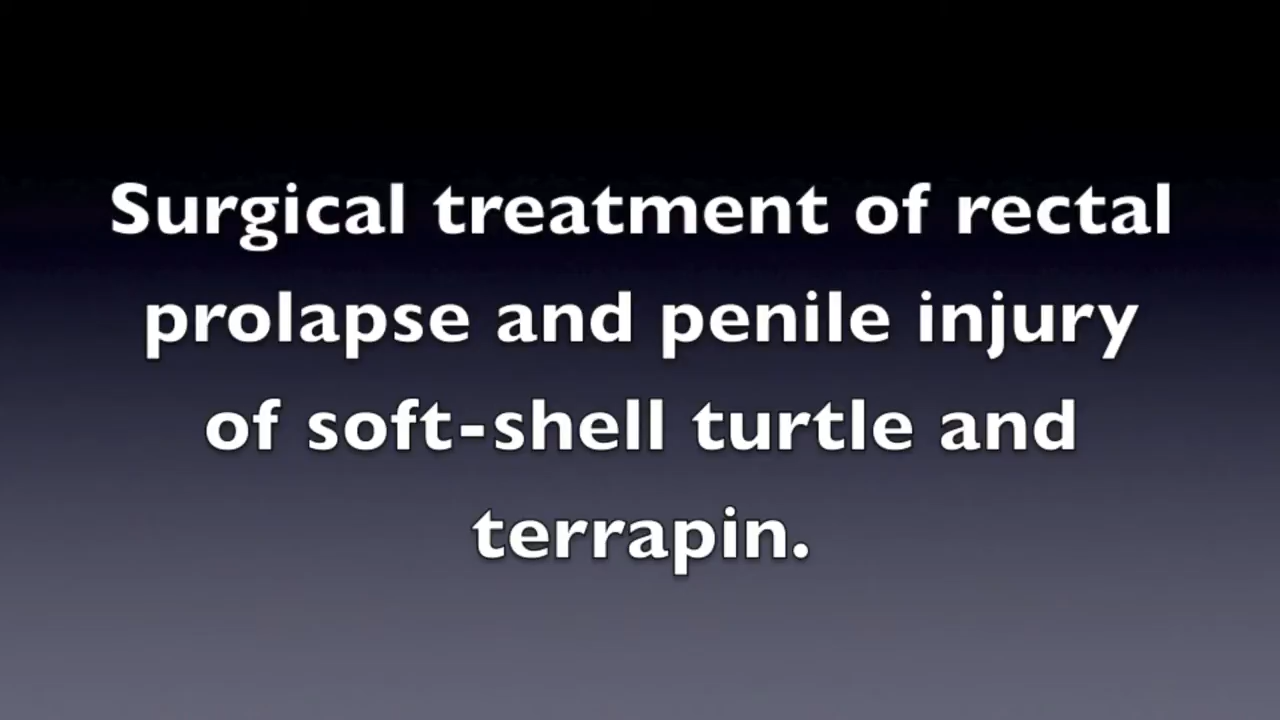 Surgical treatment of rectal
prolapse and penile injury
of soft-shell turtle and
terrapin.